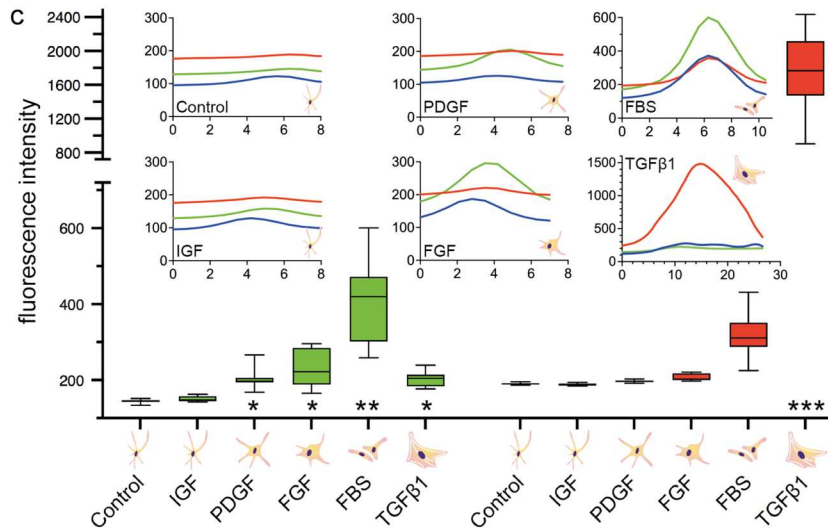 C
fluorescence intensity
2400
2000
1600
1200
800
600
400
200
300
200
100
0
Control
0 2 4 6 8
300
200
100
0
PDGF
0 2 4 6 8
600
400
200
0
FBS
0 2 4 6 8 10
300
200
100
0
IGF
0 2 4 6 8
300
200
100
0
FGF
0 2 4 6 8
TGFβ1
1500
1000
500
0
0 10 20 30
* * ** * ***
Control IGF PDGF FGF FBS TGFβ1 Control IGF PDGF FGF FBS TGFβ1